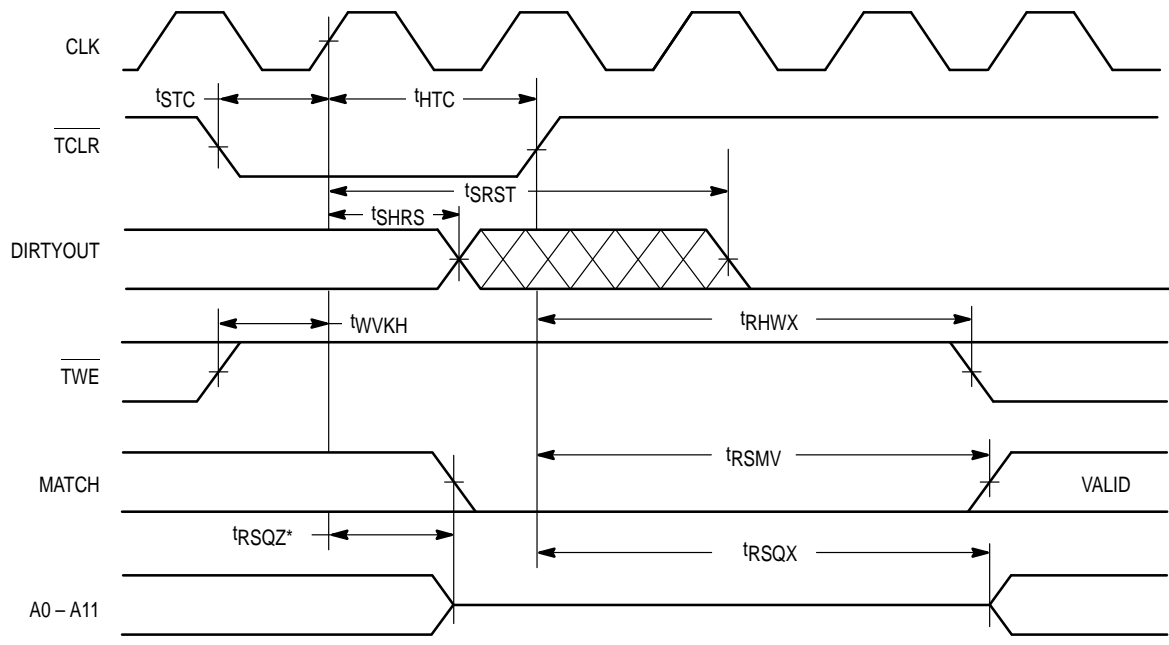 CLK
tSTC
tHTC
TCLR
tSRST
tSHRS
DIRTYOUT
tWVKH
tRHWX
TWE
tRSMV
MATCH
VALID
tRSQZ*
tRSQX
A0 – A11